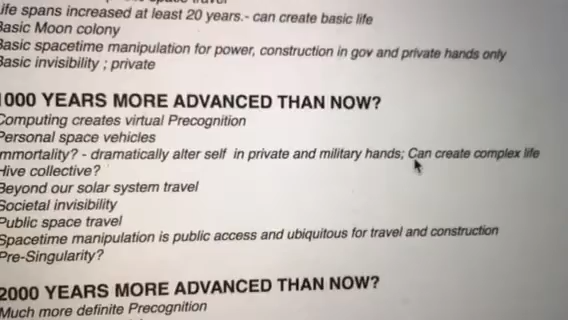 ife spans increased at least 20 years.- can create basic life
Basic Moon colony
Basic spacetime manipulation for power, construction in gov and private hands only
Basic invisibility ; private
1000 YEARS MORE ADVANCED THAN NOW?
Computing creates virtual Precognition
Personal space vehicles
mmortality? - dramatically alter self in private and military hands; Can create complex life
Hive collective?
Beyond our solar system travel
Societal invisibility
Public space travel
Spacetime manipulation is public access and ubiquitous for travel and construction
Pre-Singularity?
2000 YEARS MORE ADVANCED THAN NOW?
Much more definite Precognition